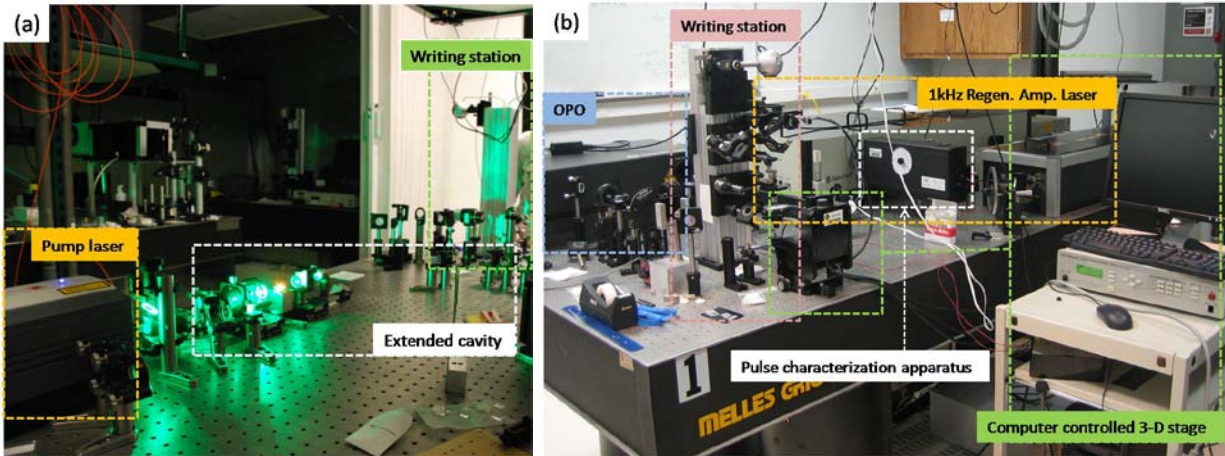 (a)
Writing station
Pump laser
Extended cavity
(b)
Writing station
OPO
1kHz Regen. Amp. Laser
Pulse characterization apparatus
1
MELLES GRIO
Computer controlled 3-D stage